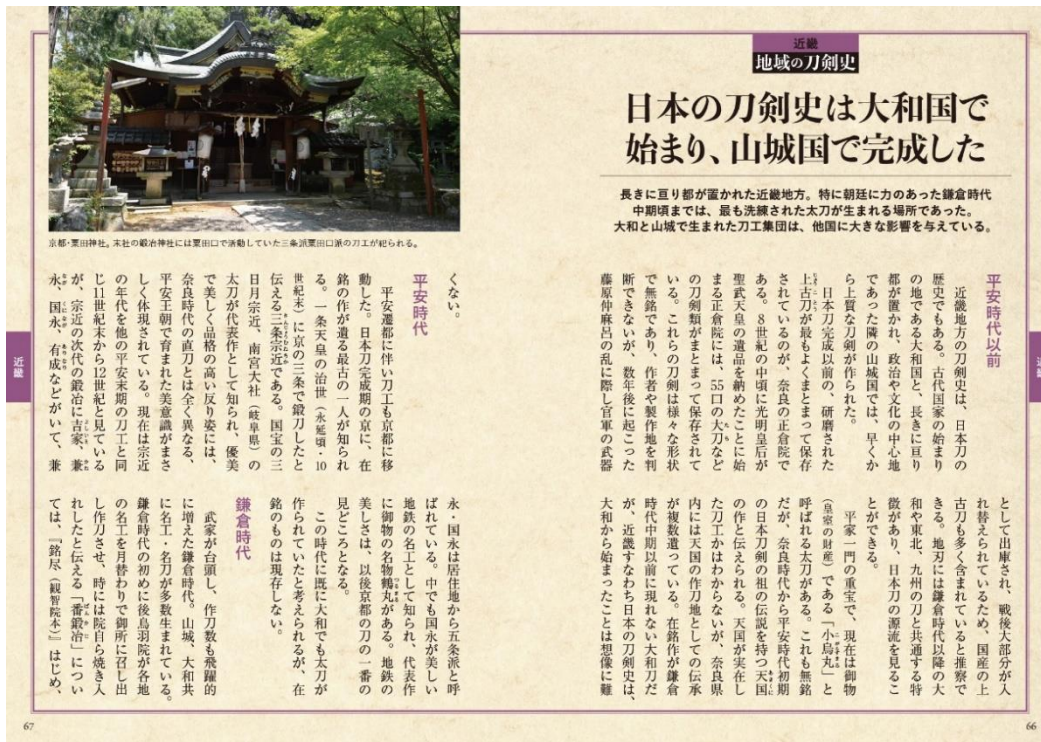 近畿
地域の刀剣史
日本の刀剣史は大和国で
始まり、山城国で完成した
長きに亘り都が置かれた近畿地方。特に朝廷に力のあった鎌倉時代
中期頃までは、最も洗練された太刀が生まれる場所であった。
大和と山城で生まれた刀工集団は、他国に大きな影響を与えている。
平安時代以前
近畿地方の刀剣史は、日本刀の
歴史でもある。古代国家の始まり
の地である大和国と、長きに亘り
都が置かれ、政治や文化の中心地
であった隣の山城国では、早くか
ら上質な刀剣が作られた。
日本刀完成以前の、研磨された
上古刀が最もよくまとまって保存
されているのが、奈良の正倉院で
ある。8世紀の中頃に光明皇后が
聖武天皇の遺品を納めたことに始
まる正倉院には、55口の大刀など
の刀剣類がまとまって保存されて
いる。これらの刀剣は様々な形状
で無銘であり、作者や製作地を判
断できないが、数年後に起こった
藤原仲麻呂の乱に際し官軍の武器
として出庫され、戦後大部分が入
れ替えられているため、国産の上
古刀も多く含まれていると推察で
きる。地刃には鎌倉時代以降の大
和や東北、九州の刀と共通する特
徴があり、日本刀の源流を見るこ
とができる。
平家一門の重宝で、現在は御物
（皇室の財産）である「小烏丸」と
呼ばれる太刀がある。これも無銘
だが、奈良時代から平安時代初期
の日本刀剣の祖の伝説を持つ天国
の作と伝えられる。天国が実在し
た刀工かはわからないが、奈良県
内には天国の作刀地としての伝承
が複数遺っている。在銘作が鎌倉
時代中期以前に現れない大和刀だ
が、近畿すなわち日本の刀剣史は、
大和から始まったことは想像に難
くない。
平安時代
平安遷都に伴い刀工も京都に移
動した。日本刀完成期の京に、在
銘の作が遺る最古の一人が知られ
る。一条天皇の治世（永延頃・10
世紀末）に京の三条で鍛刀したと
伝える三条宗近である。国宝の三
日月宗近、南宮大社（岐阜県）の
太刀が代表作として知られ、優美
で美しく品格の高い反り姿には、
奈良時代の直刀とは全く異なる、
平安王朝で育まれた美意識がまさ
しく体現されている。現在は宗近
の年代を他の平安末期の刀工と同
じ11世紀末から12世紀と見ている
が、宗近の次代の鍛冶に吉家、兼
永、国永、有成などがいて、兼
永・国永は居住地から五条派と呼
ばれている。中でも国永が美しい
地鉄の名工として知られ、代表作
に御物の名物鶴丸がある。地鉄の
美しさは、以後京都の刀の一番の
見どころとなる。
この時代に既に大和でも太刀が
作られていたと考えられるが、在
銘のものは現存しない。
鎌倉時代
武家が台頭し、作刀数も飛躍的
に増えた鎌倉時代。山城、大和共
に名工・名刀が多数生まれている。
鎌倉時代の初めに後鳥羽院が各地
の名工を月替わりで御所に召し出
し作刀させ、時には院自ら焼き入
れしたと伝える「番鍛冶」につい
ては、『銘尽（観智院本）』はじめ、
京都・粟田神社。末社の鍛冶神社には粟田口で活動していた三条派粟田口派の刀工が祀られる。
近畿
近畿
67
66